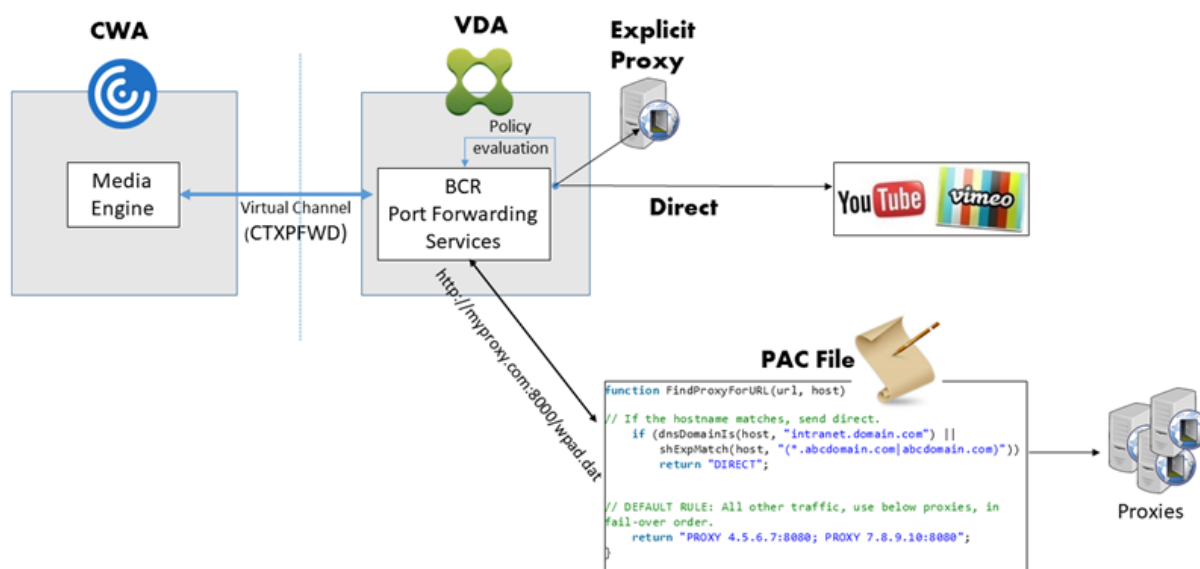 CWA
VDA
Explicit
Proxy
Policy
evaluation
Media
Engine
Virtual Channel
(CTXPFWD)
BCR
Port Forwarding
Services
Direct
YouTube
vimeo
http://myproxy.com:8000/wpad.dat
PAC File
function FindProxyForURL(url, host)
// If the hostname matches, send direct.
if (dnsDomainIs(host, "intranet.domain.com") ||
shExpMatch(host, "(*.abcdomain.com|abcdomain.com)"))
return "DIRECT";
// DEFAULT RULE: All other traffic, use below proxies, in
fail-over order.
return "PROXY 4.5.6.7:8080; PROXY 7.8.9.10:8080";
}
Proxies